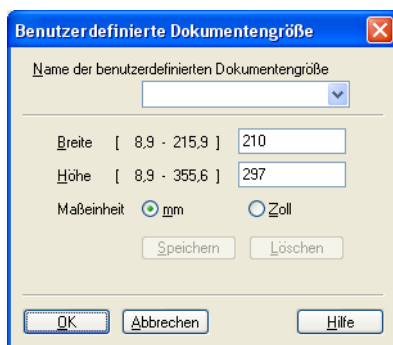 Benutzerdefinierte Dokumentengröße
Name der benutzerdefinierten Dokumentengröße
Breite [ 8,9 - 215,9 ] 210
Höhe [ 8,9 - 355,6 ] 297
Maßeinheit mm Zoll
Speichern Löschen
OK Abbrechen Hilfe